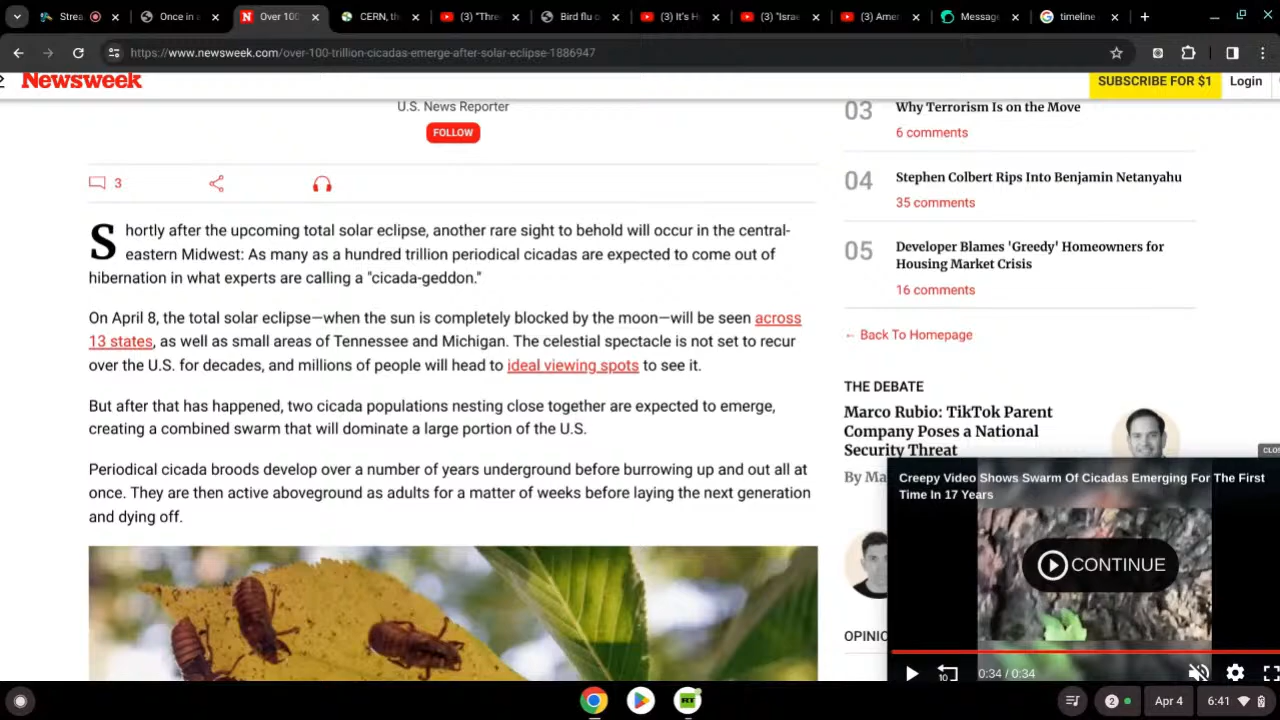 Strea
Once in a
Over 100
CERN, th
(3) "Thre
Bird flu o
(3) It's H
(3) "Israe
(3) Amer
Message
timeline
https://www.newsweek.com/over-100-trillion-cicadas-emerge-after-solar-eclipse-1886947
Newsweek
SUBSCRIBE FOR $1
Login
U.S. News Reporter
FOLLOW
3
Shortly after the upcoming total solar eclipse, another rare sight to behold will occur in the central-
eastern Midwest: As many as a hundred trillion periodical cicadas are expected to come out of
hibernation in what experts are calling a "cicada-geddon."
On April 8, the total solar eclipse—when the sun is completely blocked by the moon—will be seen across
13 states, as well as small areas of Tennessee and Michigan. The celestial spectacle is not set to recur
over the U.S. for decades, and millions of people will head to ideal viewing spots to see it.
But after that has happened, two cicada populations nesting close together are expected to emerge,
creating a combined swarm that will dominate a large portion of the U.S.
Periodical cicada broods develop over a number of years underground before burrowing up and out all at
once. They are then active aboveground as adults for a matter of weeks before laying the next generation
and dying off.
03
Why Terrorism Is on the Move
6 comments
04
Stephen Colbert Rips Into Benjamin Netanyahu
35 comments
05
Developer Blames 'Greedy' Homeowners for
Housing Market Crisis
16 comments
← Back To Homepage
THE DEBATE
Marco Rubio: TikTok Parent
Company Poses a National
Security Threat
By Ma
CLOS
Creepy Video Shows Swarm Of Cicadas Emerging For The First
Time In 17 Years
CONTINUE
OPINIO
10
0:34 / 0:34
2
Apr 4
6:41